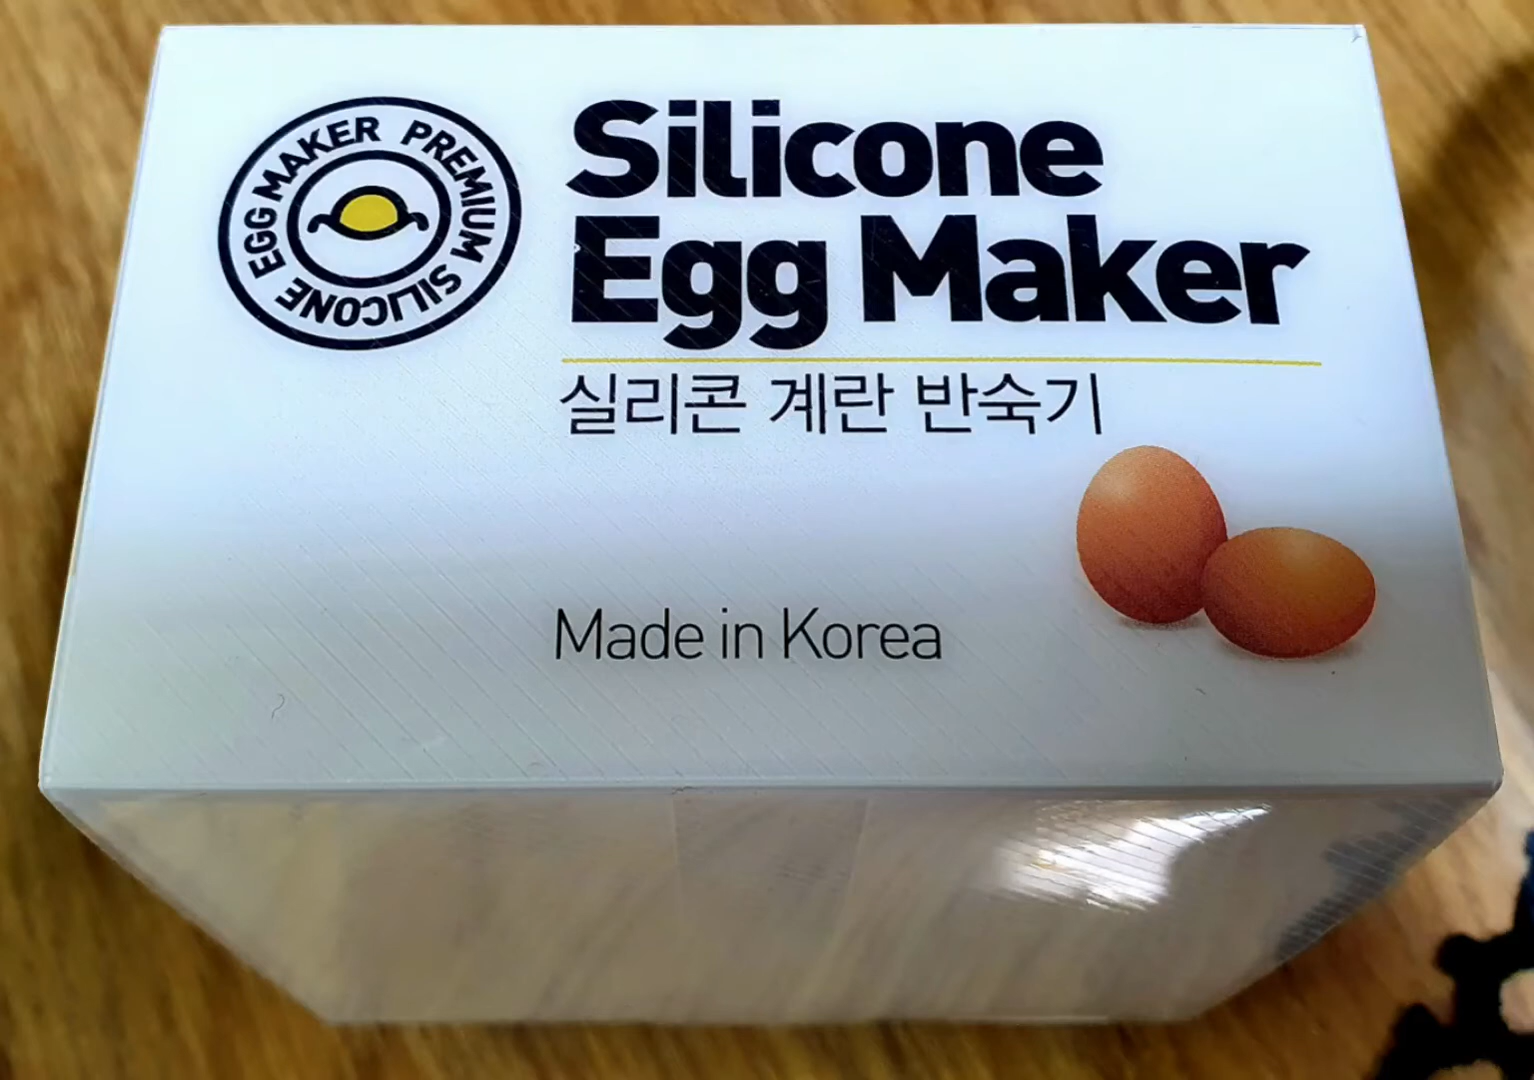 PREMIUM SILICONE EGG MAKER
Silicone
Egg Maker
실리콘 계란 반숙기
Made in Korea